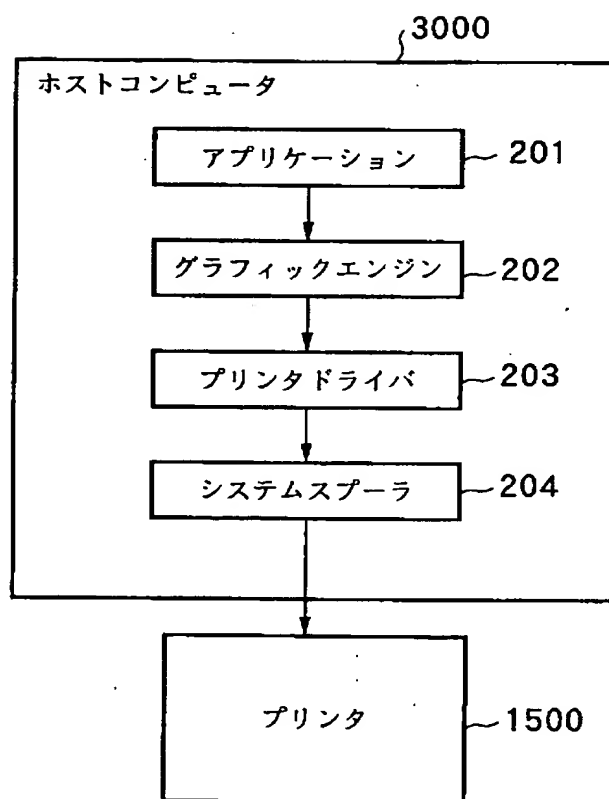 3000
ホストコンピュータ
アプリケーション 201
グラフィックエンジン 202
プリンタドライバ 203
システムスプーラ 204
プリンタ 1500